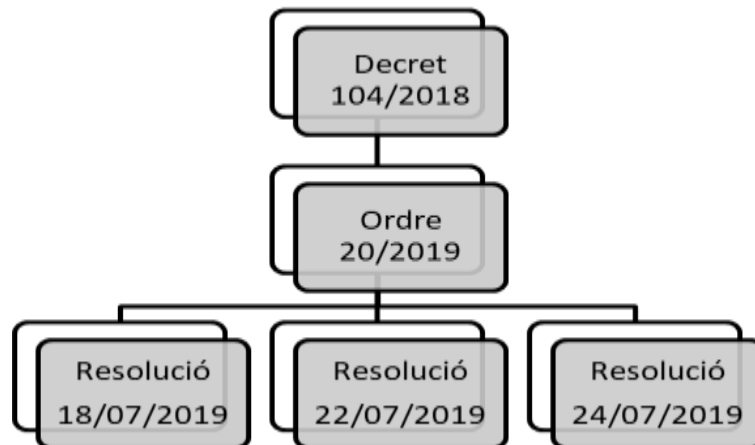 Decret
104/2018
Ordre
20/2019
Resolució
18/07/2019
Resolució
22/07/2019
Resolució
24/07/2019